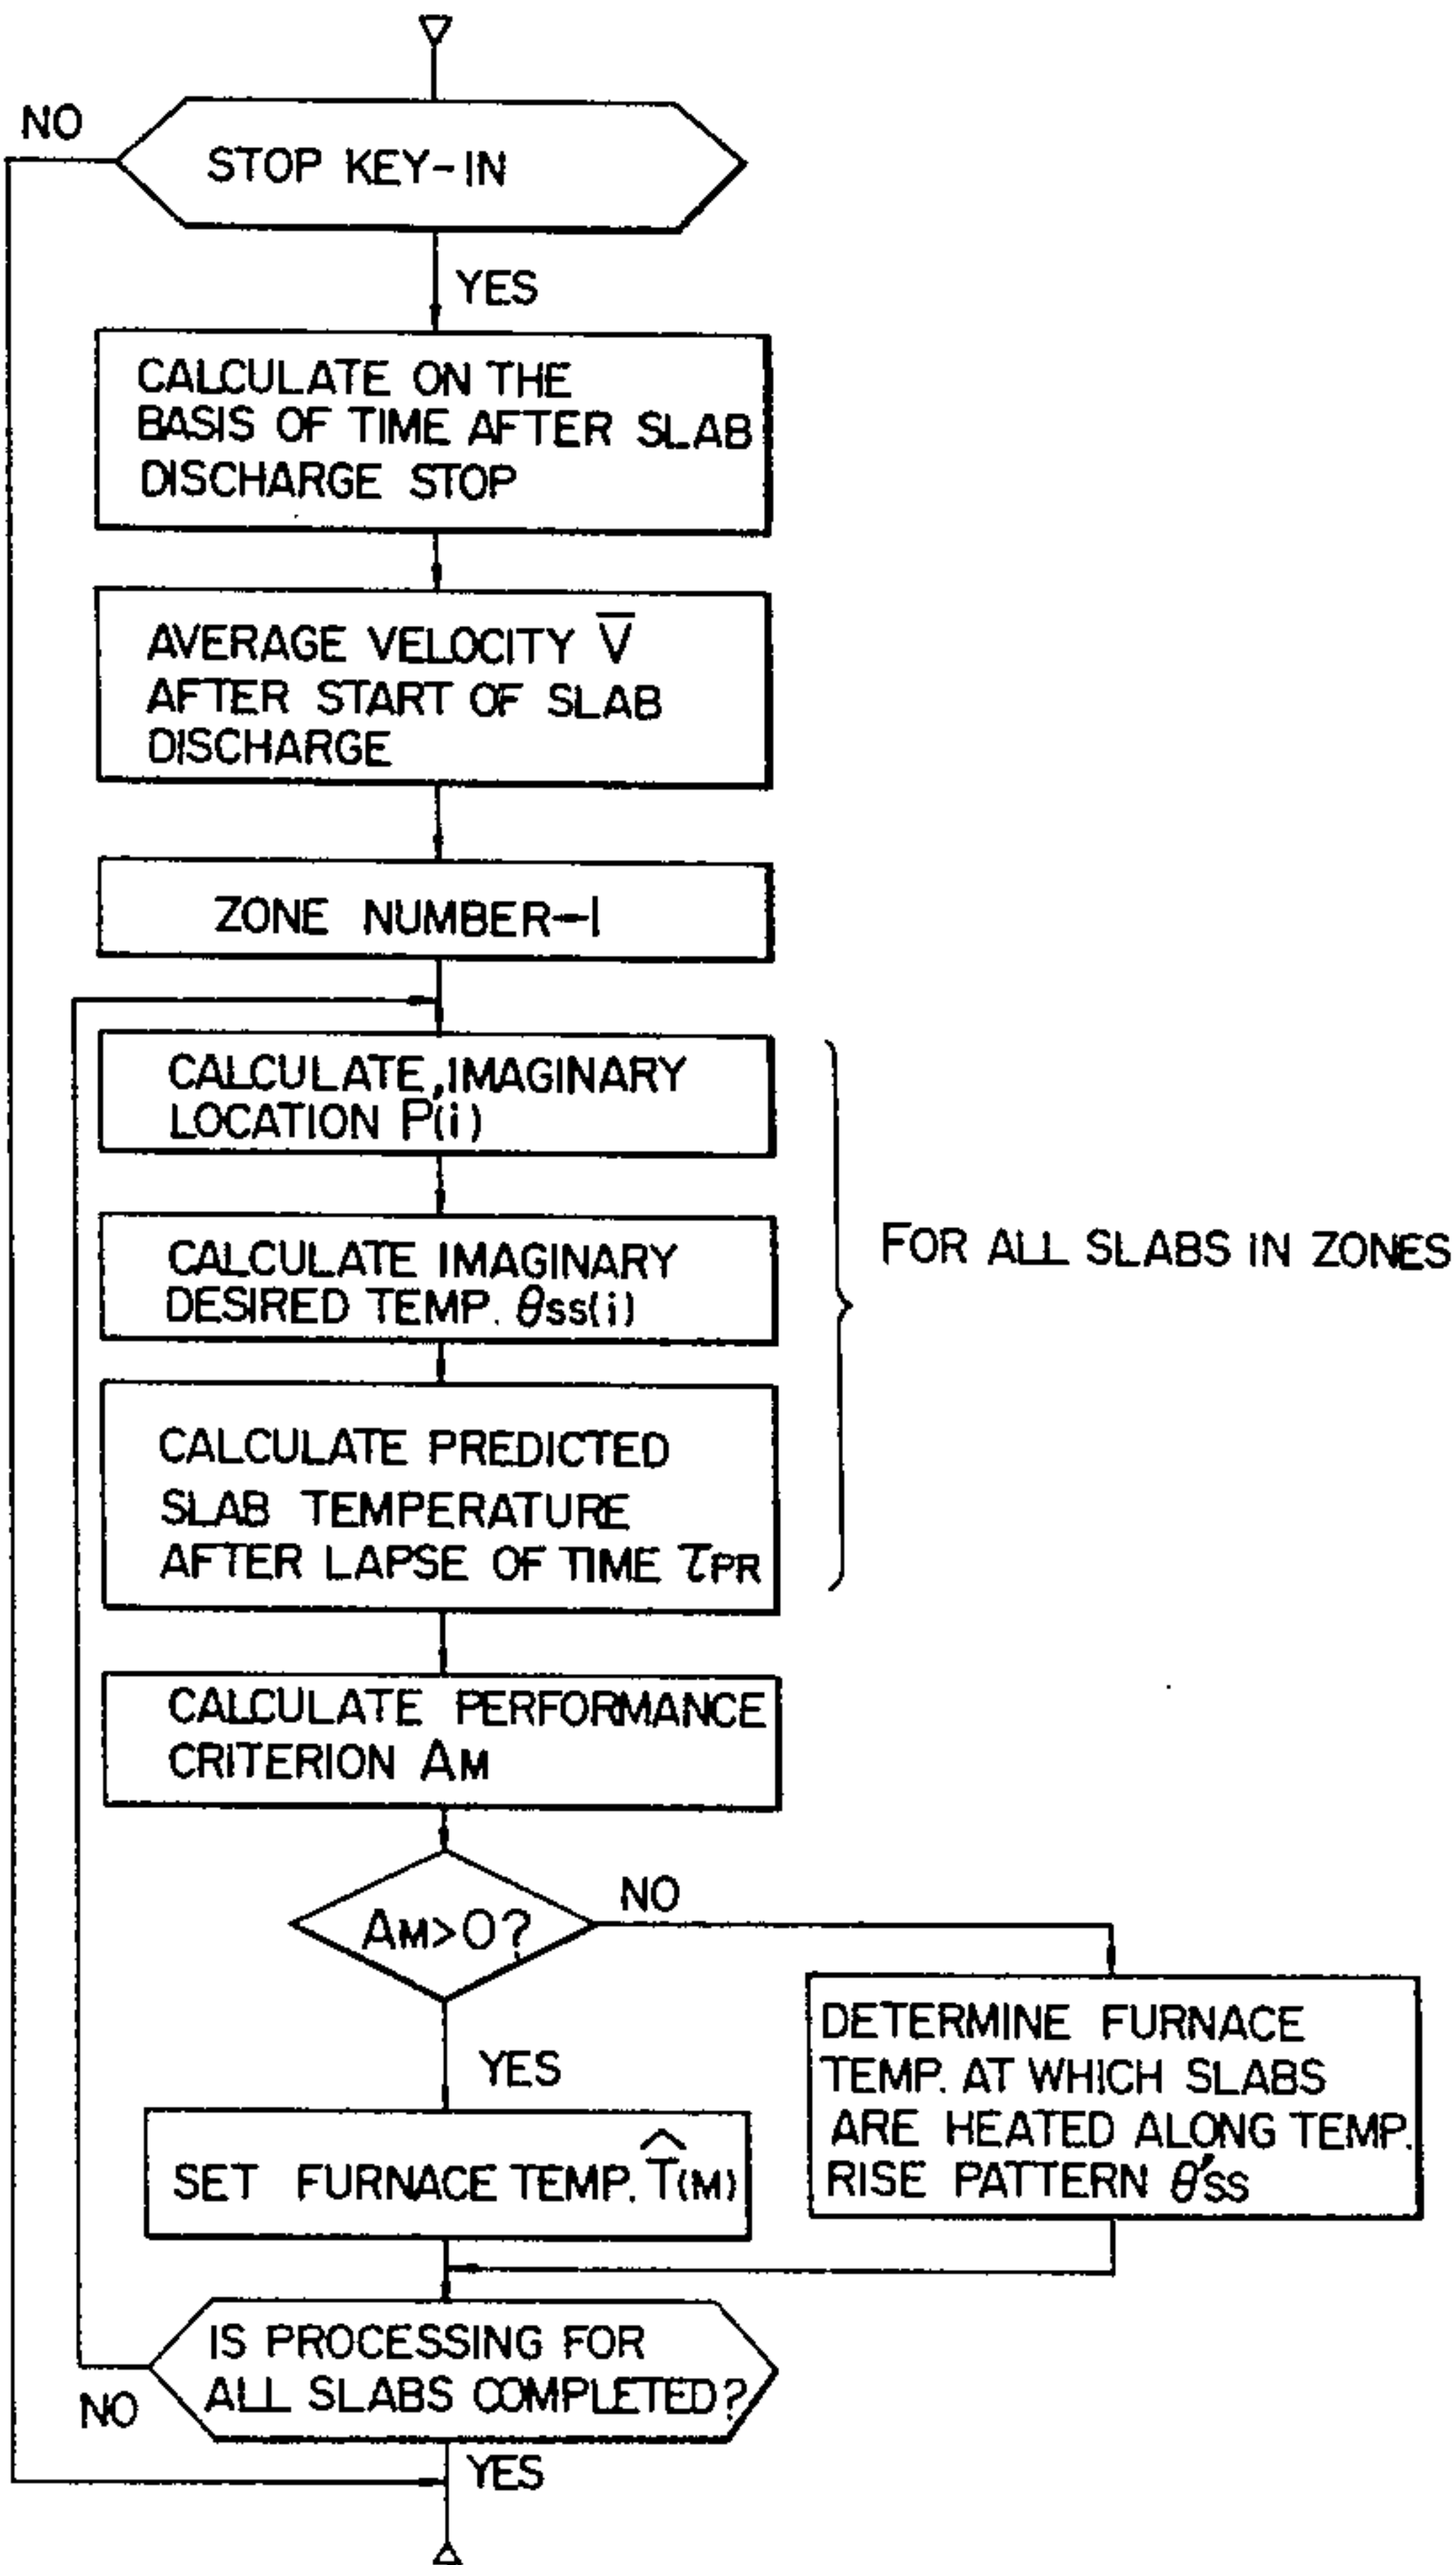 NO
STOP KEY-IN
YES
CALCULATE ON THE
BASIS OF TIME AFTER SLAB
DISCHARGE STOP
AVERAGE VELOCITY V̅
AFTER START OF SLAB
DISCHARGE
ZONE NUMBER–1
CALCULATE IMAGINARY
LOCATION P'(i)
CALCULATE IMAGINARY
DESIRED TEMP. θss(i)
FOR ALL SLABS IN ZONES
CALCULATE PREDICTED
SLAB TEMPERATURE
AFTER LAPSE OF TIME τPR
CALCULATE PERFORMANCE
CRITERION AM
AM>0?
NO
YES
DETERMINE FURNACE
TEMP. AT WHICH SLABS
ARE HEATED ALONG TEMP.
RISE PATTERN θ'ss
SET FURNACE TEMP. T̂(M)
IS PROCESSING FOR
ALL SLABS COMPLETED?
NO
YES